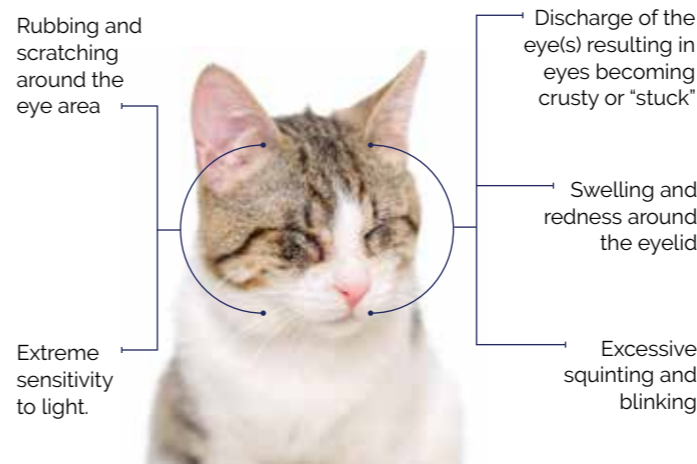 Rubbing and
scratching
around the
eye area
Extreme
sensitivity
to light.
Discharge of the
eye(s) resulting in
eyes becoming
crusty or “stuck”
Swelling and
redness around
the eyelid
Excessive
squinting and
blinking